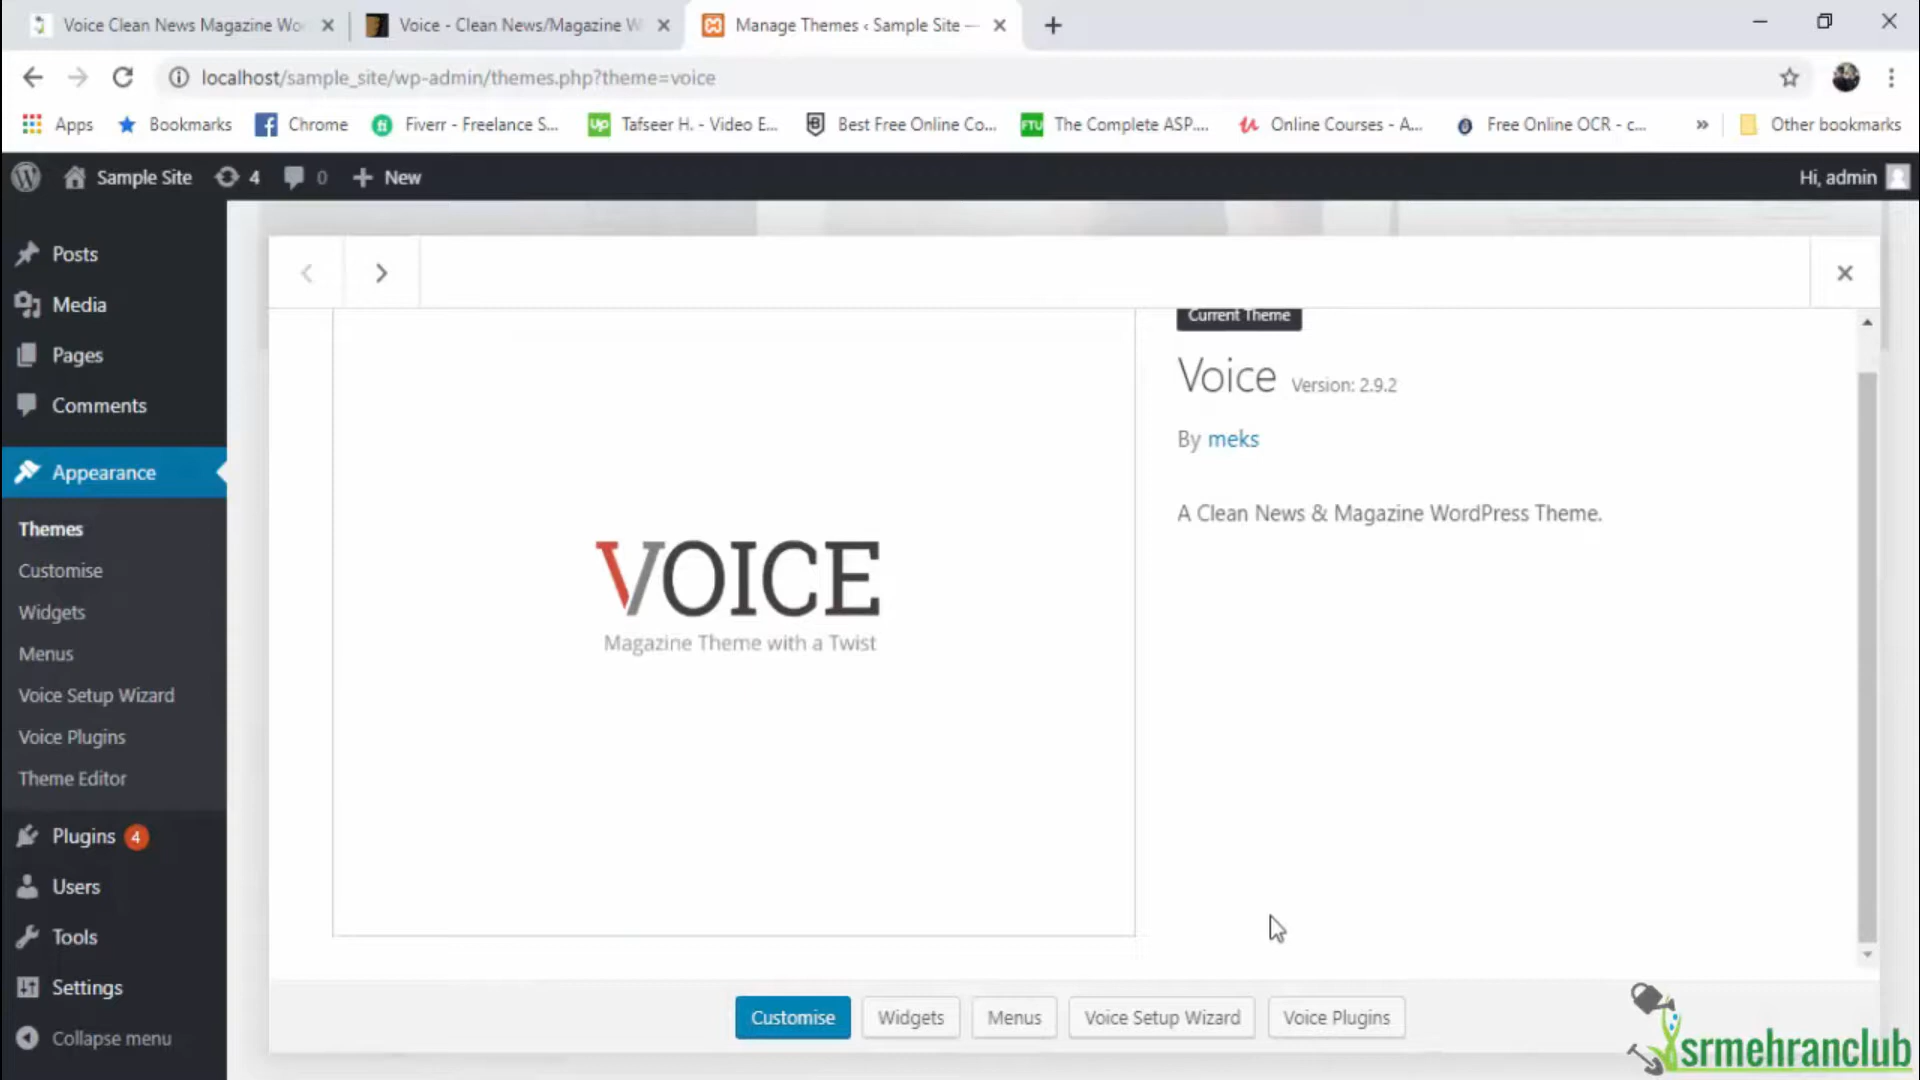 Voice Clean News Magazine Wo
Voice - Clean News/Magazine W
Manage Themes ‹ Sample Site —
localhost/sample_site/wp-admin/themes.php?theme=voice
Apps
Bookmarks
Chrome
Fiverr - Freelance S...
Up
Tafseer H. - Video E...
Best Free Online Co...
FTU
The Complete ASP....
Online Courses - A...
Free Online OCR - c...
»
Other bookmarks
Sample Site
4
0
+ New
Hi, admin
Posts
Media
Pages
Comments
Appearance
Themes
Customise
Widgets
Menus
Voice Setup Wizard
Voice Plugins
Theme Editor
Plugins 4
Users
Tools
Settings
Collapse menu
VOICE
Magazine Theme with a Twist
Current Theme
Voice Version: 2.9.2
By meks
A Clean News & Magazine WordPress Theme.
Customise
Widgets
Menus
Voice Setup Wizard
Voice Plugins
srmehranclub